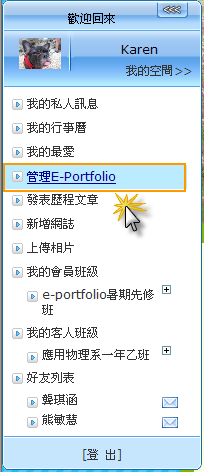 歡迎回來
<<<
Karen
我的空間 >>
我的私人訊息
我的行事曆
我的最愛
管理E-Portfolio
發表歷程文章
新增網誌
上傳相片
我的會員班級
e-portfolio暑期先修
班
我的客人班級
應用物理系一年乙班
好友列表
龔琪涵
熊敏慧
[登 出]